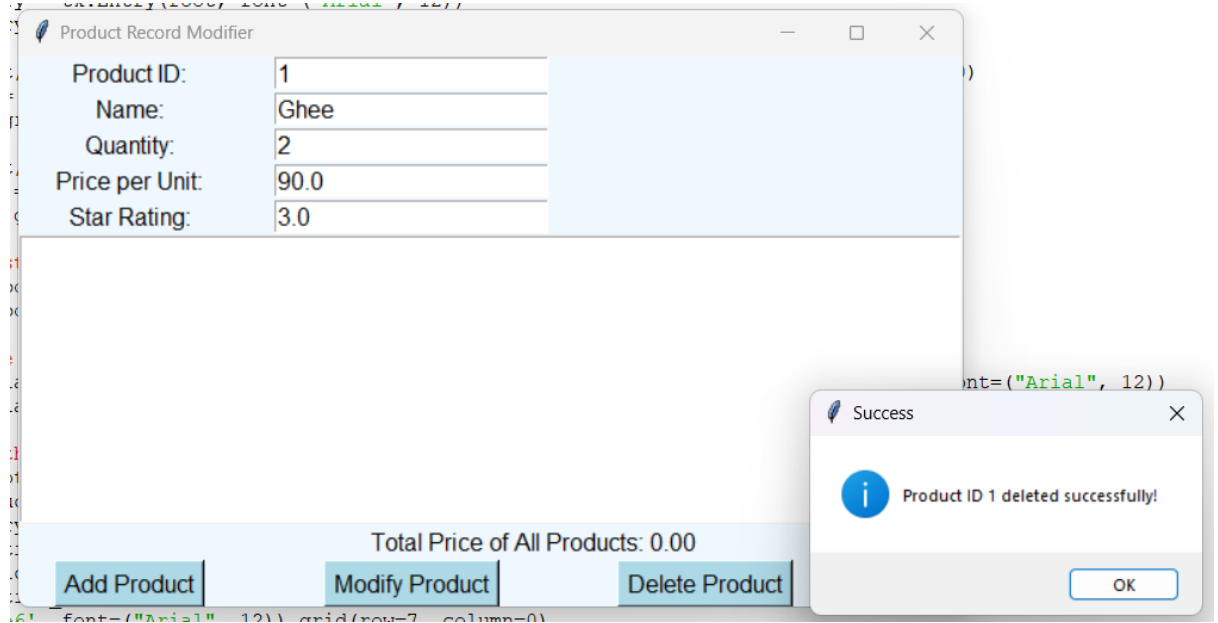 Product Record Modifier
Product ID: 1
)
Name: Ghee
Quantity: 2
Price per Unit: 90.0
Star Rating: 3.0
nt=("Arial", 12))
Success
Product ID 1 deleted successfully!
OK
Total Price of All Products: 0.00
Add Product Modify Product Delete Product
font=("Arial", 12)).grid(row=7, column=0)